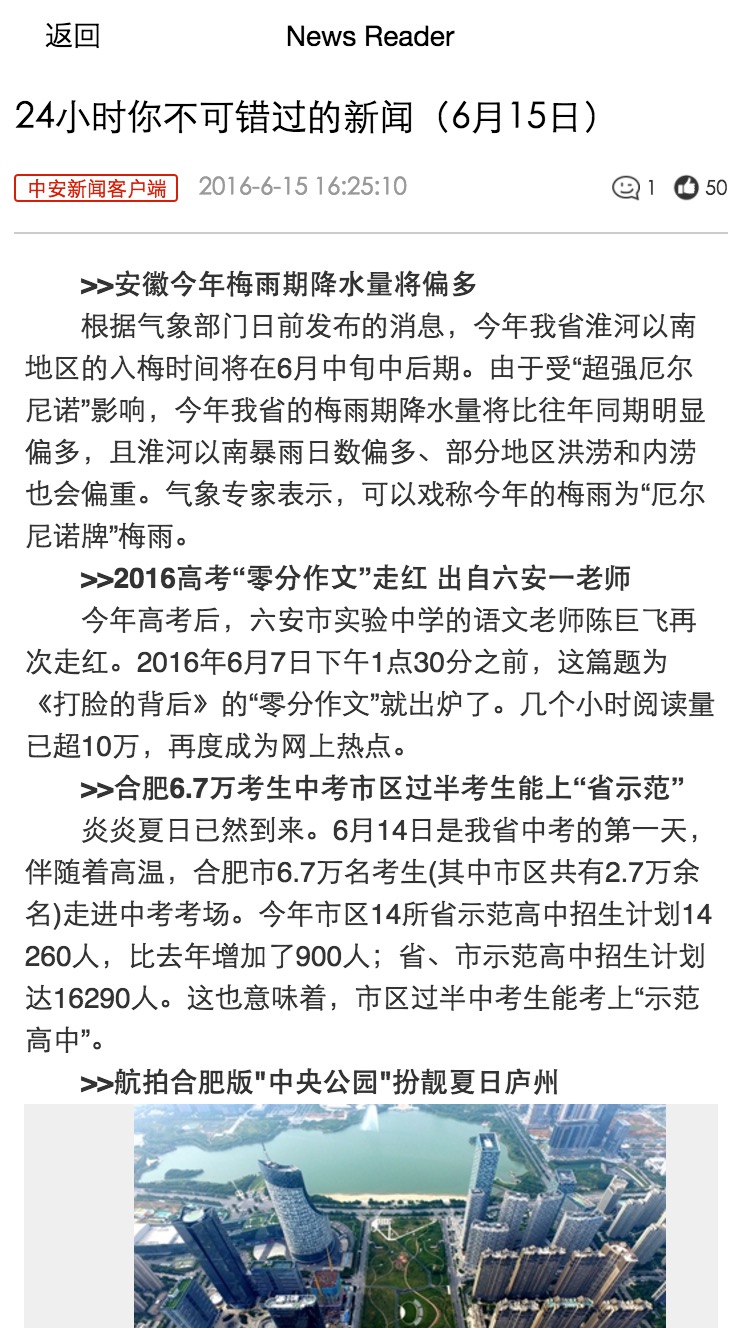 返回
News Reader
24小时你不可错过的新闻（6月15日）
中安新闻客户端 2016-6-15 16:25:10 1 50
>>安徽今年梅雨期降水量将偏多
根据气象部门日前发布的消息，今年我省淮河以南
地区的入梅时间将在6月中旬中后期。由于受“超强厄尔
尼诺”影响，今年我省的梅雨期降水量将比往年同期明显
偏多，且淮河以南暴雨日数偏多、部分地区洪涝和内涝
也会偏重。气象专家表示，可以戏称今年的梅雨为“厄尔
尼诺牌”梅雨。
>>2016高考“零分作文”走红 出自六安一老师
今年高考后，六安市实验中学的语文老师陈巨飞再
次走红。2016年6月7日下午1点30分之前，这篇题为
《打脸的背后》的“零分作文”就出炉了。几个小时阅读量
已超10万，再度成为网上热点。
>>合肥6.7万考生中考市区过半考生能上“省示范”
炎炎夏日已然到来。6月14日是我省中考的第一天，
伴随着高温，合肥市6.7万名考生(其中市区共有2.7万余
名)走进中考考场。今年市区14所省示范高中招生计划14
260人，比去年增加了900人；省、市示范高中招生计划
达16290人。这也意味着，市区过半中考生能考上“示范
高中”。
>>航拍合肥版"中央公园"扮靓夏日庐州